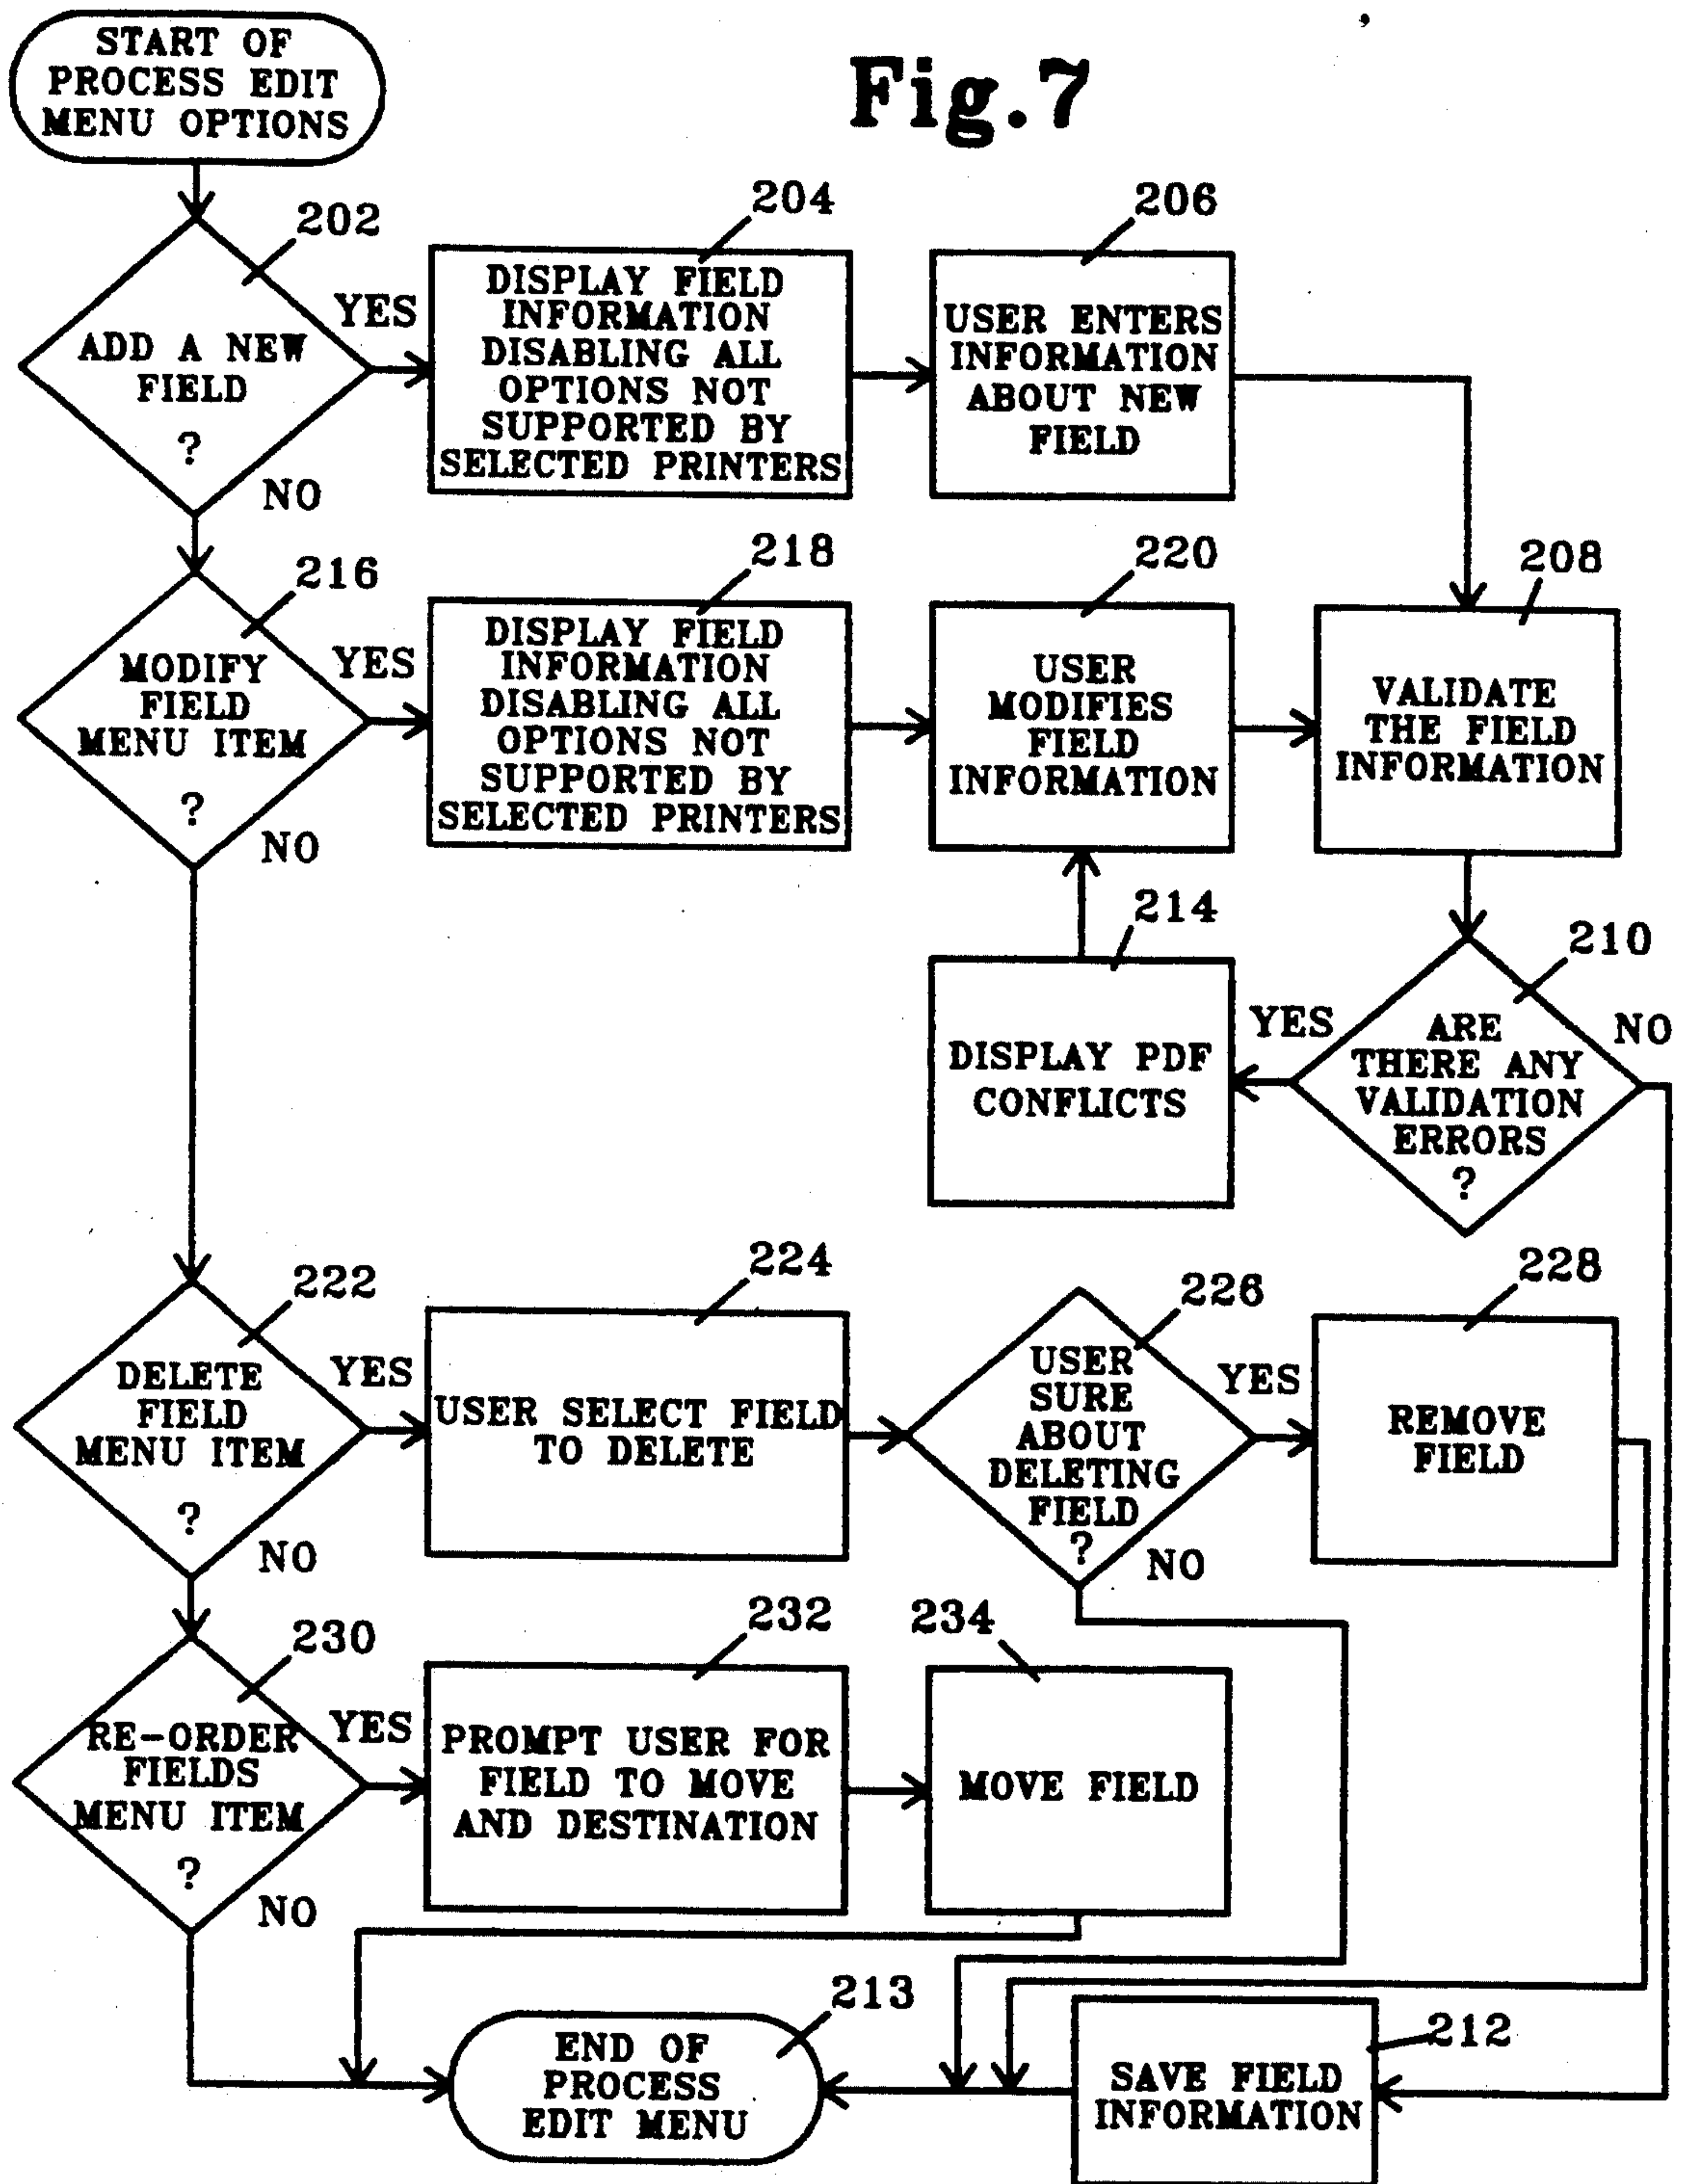 START OF
PROCESS EDIT
MENU OPTIONS
Fig.7
202
ADD A NEW
FIELD
?
YES
NO
204
DISPLAY FIELD
INFORMATION
DISABLING ALL
OPTIONS NOT
SUPPORTED BY
SELECTED PRINTERS
206
USER ENTERS
INFORMATION
ABOUT NEW
FIELD
216
MODIFY
FIELD
MENU ITEM
?
YES
NO
218
DISPLAY FIELD
INFORMATION
DISABLING ALL
OPTIONS NOT
SUPPORTED BY
SELECTED PRINTERS
220
USER
MODIFIES
FIELD
INFORMATION
208
VALIDATE
THE FIELD
INFORMATION
214
DISPLAY PDF
CONFLICTS
210
YES
ARE
THERE ANY
VALIDATION
ERRORS
?
NO
222
DELETE
FIELD
MENU ITEM
?
YES
NO
224
USER SELECT FIELD
TO DELETE
226
USER
SURE
ABOUT
DELETING
FIELD
?
YES
NO
228
REMOVE
FIELD
230
RE-ORDER
FIELDS
MENU ITEM
?
YES
NO
232
PROMPT USER FOR
FIELD TO MOVE
AND DESTINATION
234
MOVE FIELD
213
END OF
PROCESS
EDIT MENU
212
SAVE FIELD
INFORMATION